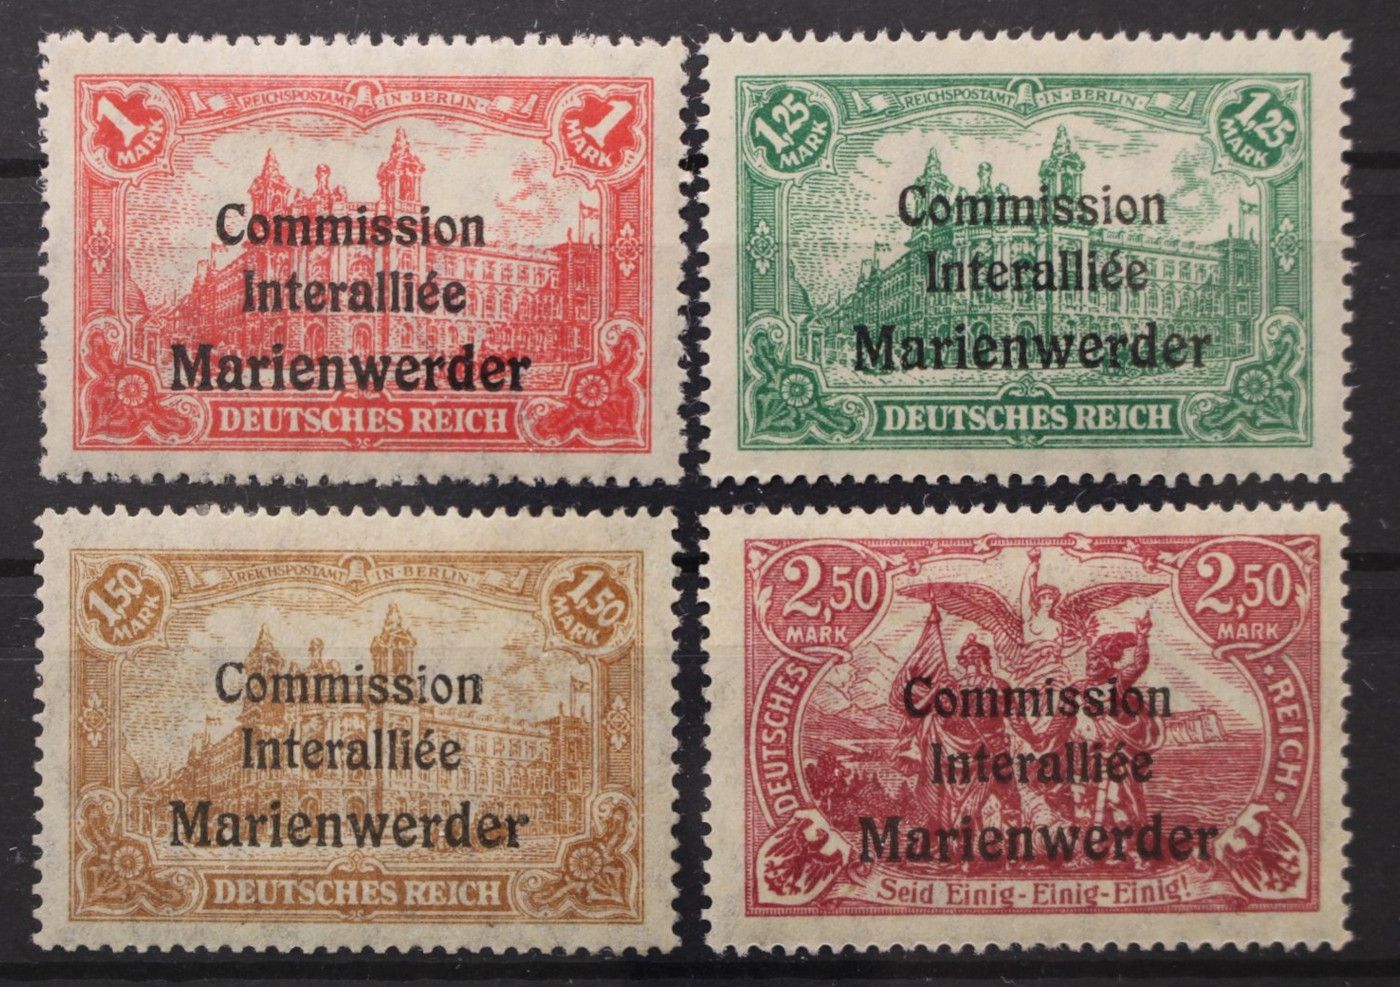 REICHSPOSTAMT · IN · BERLIN ·
1 MARK
1 MARK
Commission
Interalliée
Marienwerder
DEUTSCHES REICH
REICHSPOSTAMT · IN · BERLIN ·
1,25 MARK
1,25 MARK
Commission
Interalliée
Marienwerder
DEUTSCHES REICH
REICHSPOSTAMT · IN · BERLIN ·
1,50 MARK
1,50 MARK
Commission
Interalliée
Marienwerder
DEUTSCHES REICH
2,50 MARK
2,50 MARK
DEUTSCHES · REICH ·
Commission
Interalliée
Marienwerder
Seid Einig-Einig-Einig!